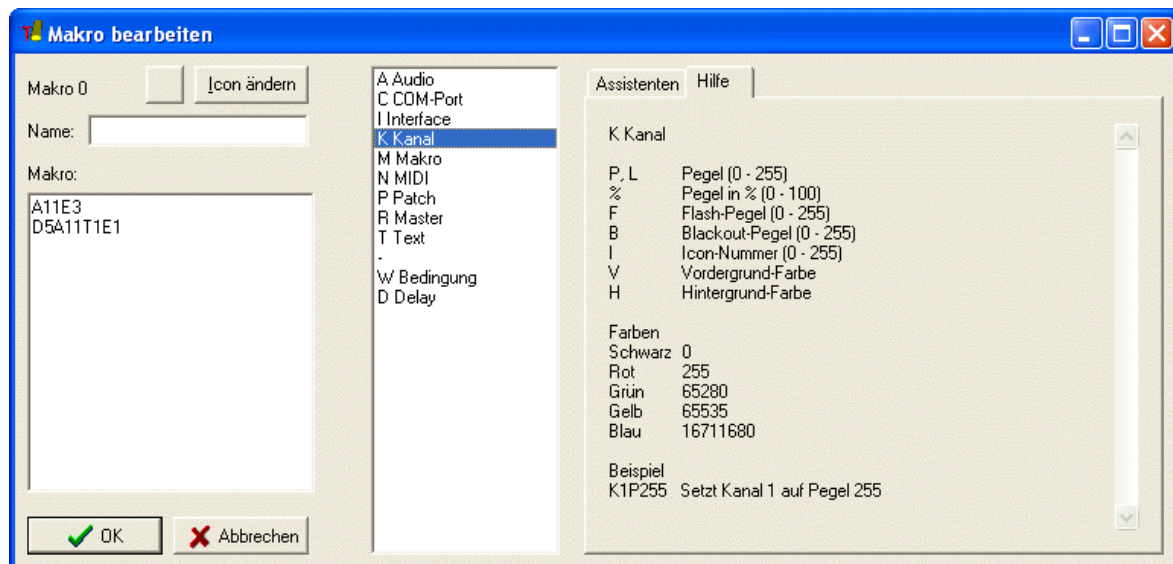 Makro bearbeiten
Makro 0
Icon ändern
Name:
Makro:
A11E3
D5A11T1E1
OK
Abbrechen
A Audio
C COM-Port
I Interface
K Kanal
M Makro
N MIDI
P Patch
R Master
T Text
-
W Bedingung
D Delay
Assistenten Hilfe
K Kanal
P, L Pegel (0 - 255)
% Pegel in % (0 - 100)
F Flash-Pegel (0 - 255)
B Blackout-Pegel (0 - 255)
I Icon-Nummer (0 - 255)
V Vordergrund-Farbe
H Hintergrund-Farbe
Farben
Schwarz 0
Rot 255
Grün 65280
Gelb 65535
Blau 16711680
Beispiel
K1P255 Setzt Kanal 1 auf Pegel 255